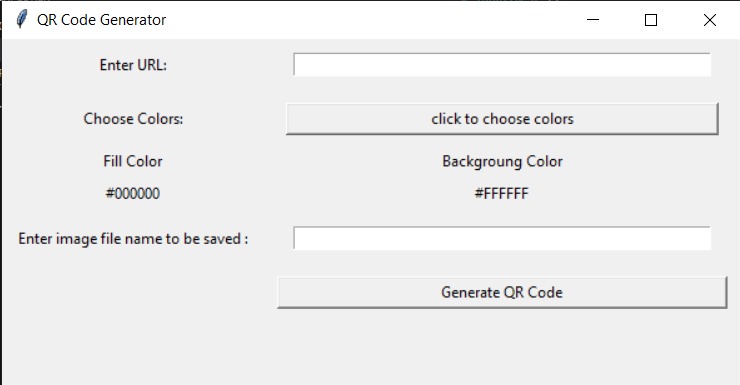 QR Code Generator
Enter URL:
Choose Colors: click to choose colors
Fill Color Backgroung Color
#000000 #FFFFFF
Enter image file name to be saved :
Generate QR Code